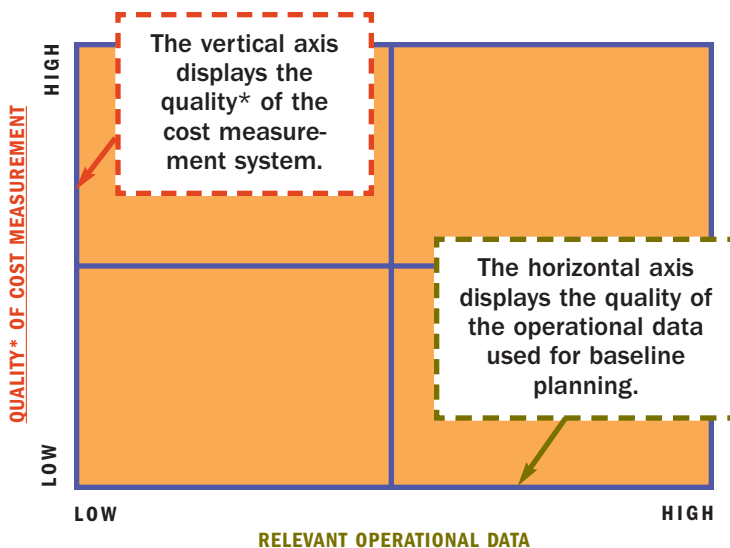 HIGH
The vertical axis
displays the
quality* of the
cost measure-
ment system.
QUALITY* OF COST MEASUREMENT
The horizontal axis
displays the quality of
the operational data
used for baseline
planning.
LOW
LOW
HIGH
RELEVANT OPERATIONAL DATA